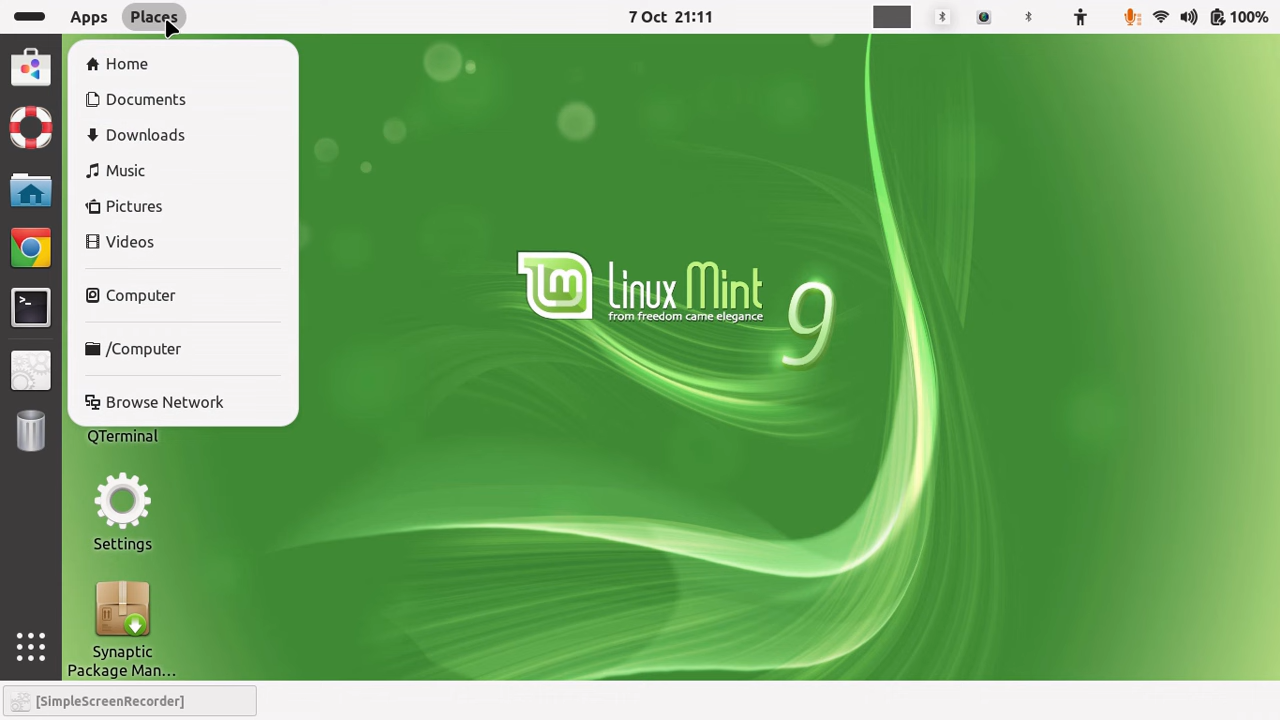 Apps Places 7 Oct 21:11 100%
Home
Documents
Downloads
Music
Pictures
Videos
Computer
/Computer
Browse Network
Linux Mint 9
from freedom came elegance
QTerminal
Settings
Synaptic
Package Man...
[SimpleScreenRecorder]